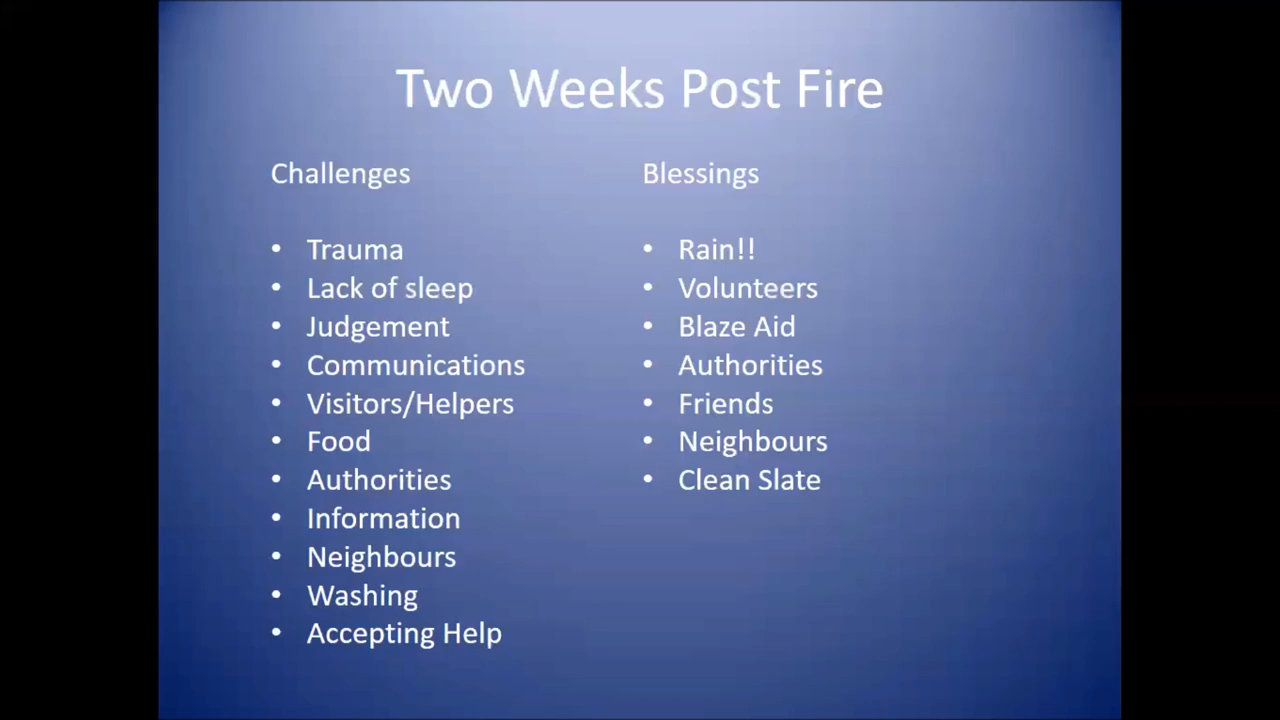 Two Weeks Post Fire
Challenges
• Trauma
• Lack of sleep
• Judgement
• Communications
• Visitors/Helpers
• Food
• Authorities
• Information
• Neighbours
• Washing
• Accepting Help
Blessings
• Rain!!
• Volunteers
• Blaze Aid
• Authorities
• Friends
• Neighbours
• Clean Slate